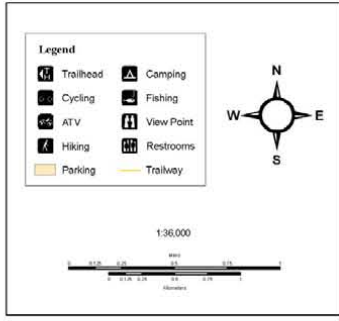 Legend
Trailhead Camping
Cycling Fishing
ATV View Point
Hiking Restrooms
Parking Trailway
N
W E
S
1:36,000
Miles
0 0.125 0.25 0.5 0.75 1
0 0.125 0.25 0.5 0.75 1
Kilometers